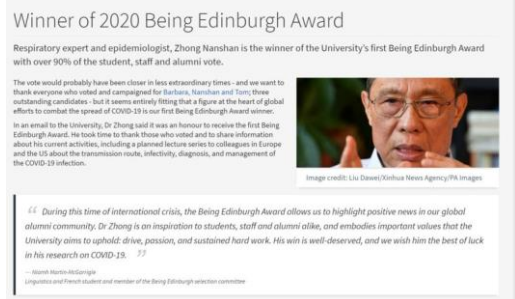 Winner of 2020 Being Edinburgh Award
Respiratory expert and epidemiologist, Zhong Nanshan is the winner of the University's first Being Edinburgh Award
with over 90% of the student, staff and alumni vote.
The vote would probably have been closer in less extraordinary times - and we want to
thank everyone who voted and campaigned for Barbara, Nanshan and Tom; three
outstanding candidates - but it seems entirely fitting that a figure at the heart of global
efforts to combat the spread of COVID-19 is our first Being Edinburgh Award winner.
In an email to the University, Dr Zhong said it was an honour to receive the first Being
Edinburgh Award. He took time to thank those who voted and to share information
about his current activities, including a planned lecture series to colleagues in Europe
and the US about the transmission route, infectivity, diagnosis, and management of
the COVID-19 infection.
Image credit: Liu Dawei/Xinhua News Agency/PA Images
“ During this time of international crisis, the Being Edinburgh Award allows us to highlight positive news in our global
alumni community. Dr Zhong is an inspiration to students, staff and alumni alike, and embodies important values that the
University aims to uphold: drive, passion, and sustained hard work. His win is well-deserved, and we wish him the best of luck
in his research on COVID-19. ”
— Niamh Martin-McGarrigle
Linguistics and French student and member of the Being Edinburgh selection committee